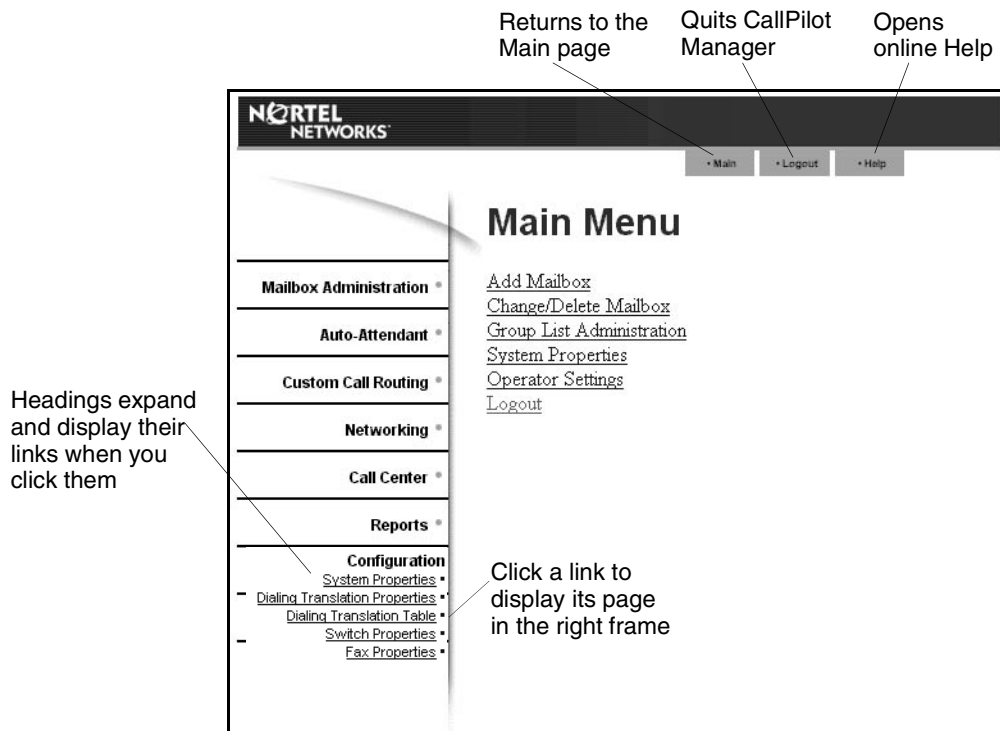 Returns to the
Main page
Quits CallPilot
Manager
Opens
online Help
NORTEL
NETWORKS
• Main
• Logout
• Help
Main Menu
Add Mailbox
Change/Delete Mailbox
Group List Administration
System Properties
Operator Settings
Logout
Mailbox Administration
Auto-Attendant
Custom Call Routing
Networking
Call Center
Reports
Configuration
System Properties
Dialing Translation Properties
Dialing Translation Table
Switch Properties
Fax Properties
Headings expand
and display their
links when you
click them
Click a link to
display its page
in the right frame